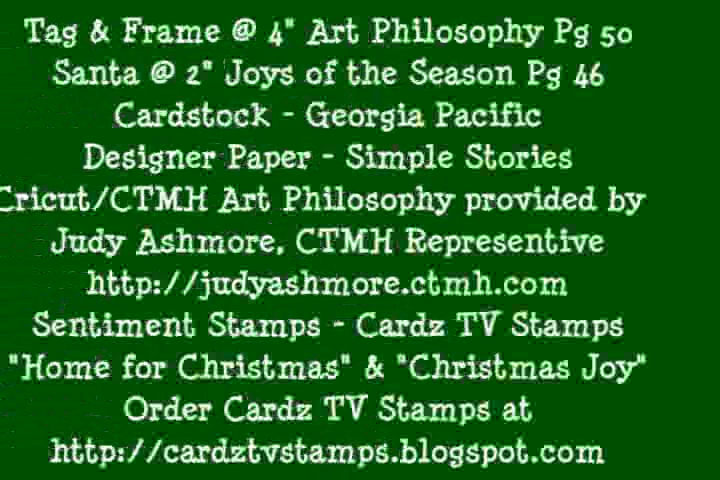 Tag & Frame @ 4" Art Philosophy Pg 50
Santa @ 2" Joys of the Season Pg 46
Cardstock - Georgia Pacific
Designer Paper - Simple Stories
Cricut/CTMH Art Philosophy provided by
Judy Ashmore, CTMH Representive
http://judyashmore.ctmh.com
Sentiment Stamps - Cardz TV Stamps
"Home for Christmas" & "Christmas Joy"
Order Cardz TV Stamps at
http://cardztvstamps.blogspot.com